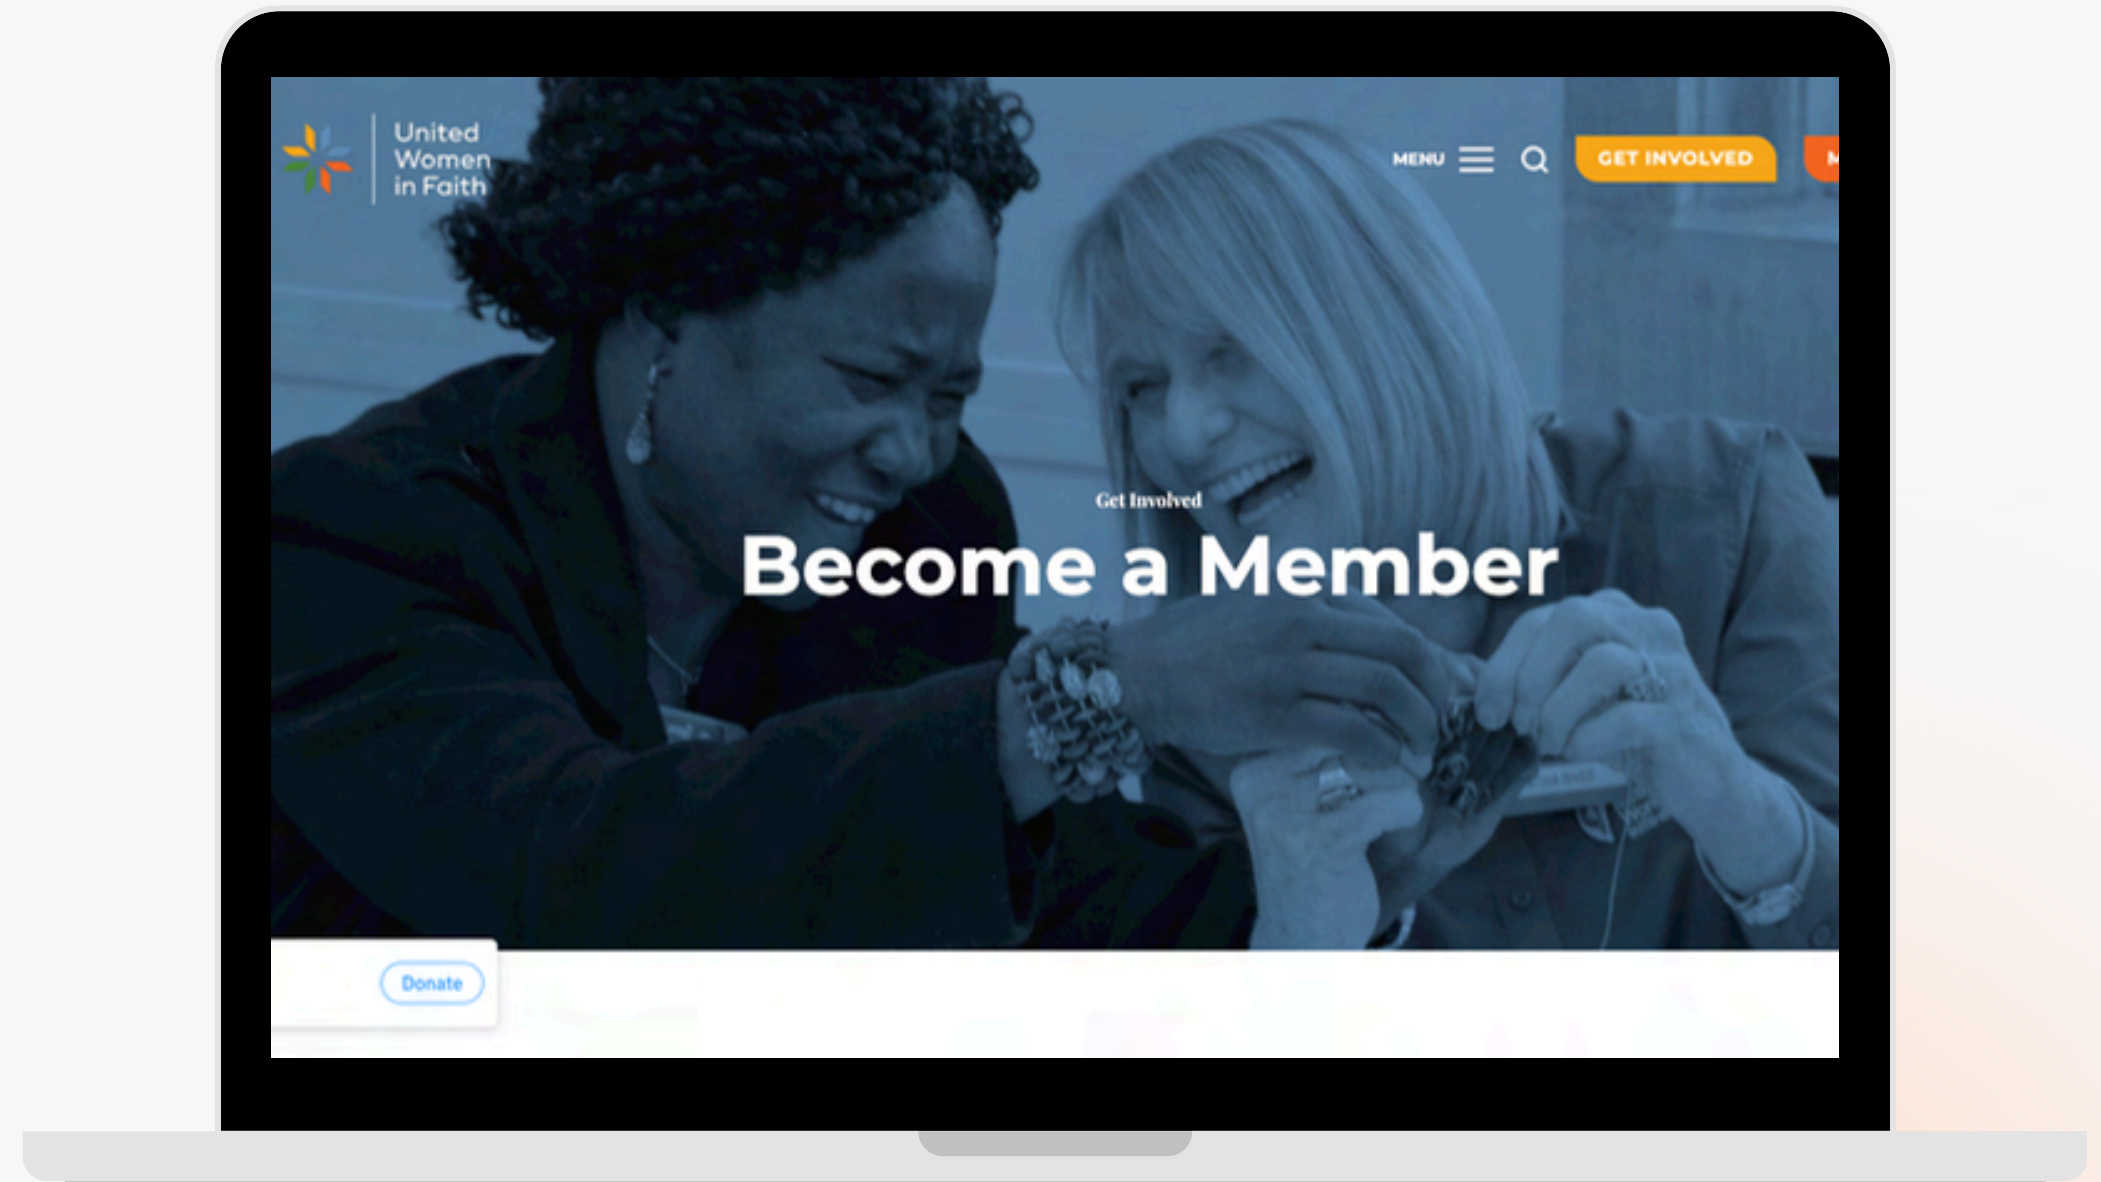 United
Women
in Faith
MENU
GET INVOLVED
M
Get Involved
Become a Member
Donate